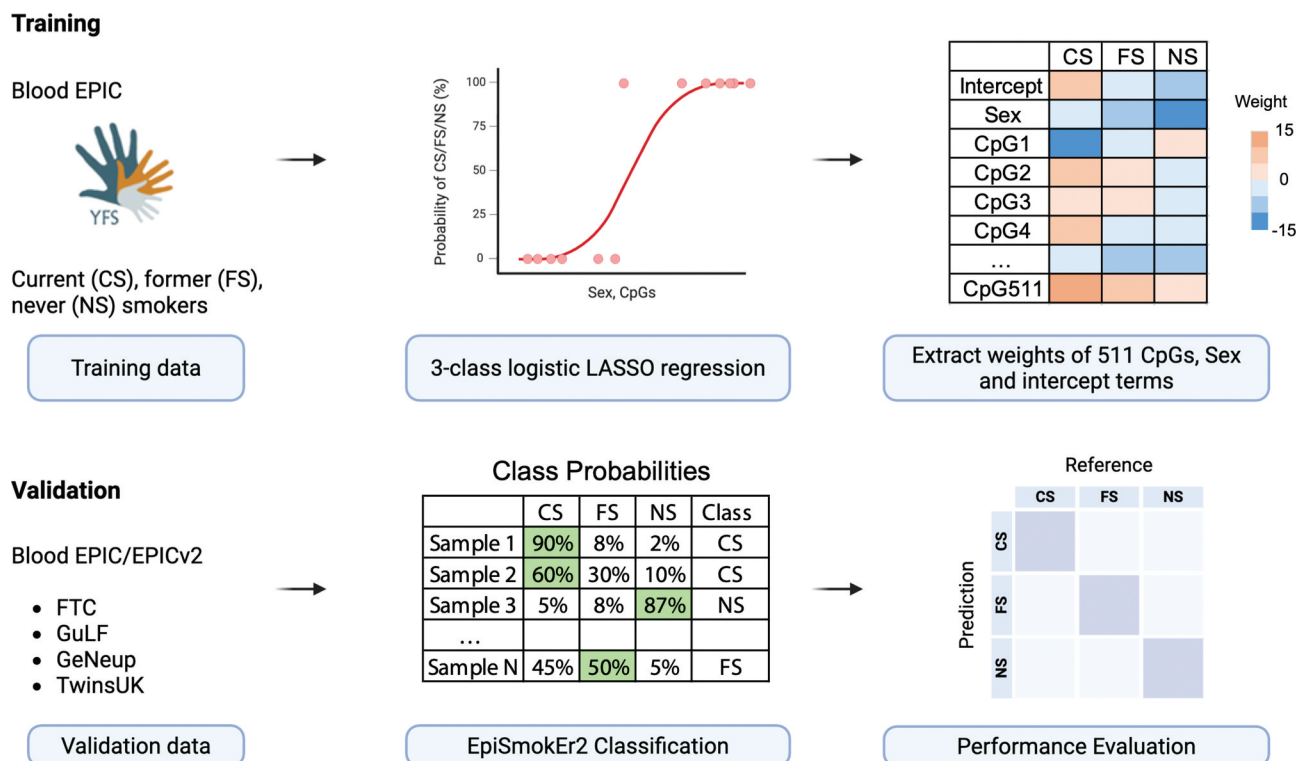 Training
Blood EPIC
YFS
Current (CS), former (FS),
never (NS) smokers
Training data
Probability of CS/FS/NS (%)
100
75
50
25
0
Sex, CpGs
3-class logistic LASSO regression
CS FS NS
Intercept
Sex
CpG1
CpG2
CpG3
CpG4
...
CpG511
Weight
15
0
-15
Extract weights of 511 CpGs, Sex
and intercept terms
Validation
Blood EPIC/EPICv2
• FTC
• GuLF
• GeNeup
• TwinsUK
Validation data
Class Probabilities
CS FS NS Class
Sample 1 90% 8% 2% CS
Sample 2 60% 30% 10% CS
Sample 3 5% 8% 87% NS
...
Sample N 45% 50% 5% FS
EpiSmokEr2 Classification
Reference
CS FS NS
Prediction
CS
FS
NS
Performance Evaluation